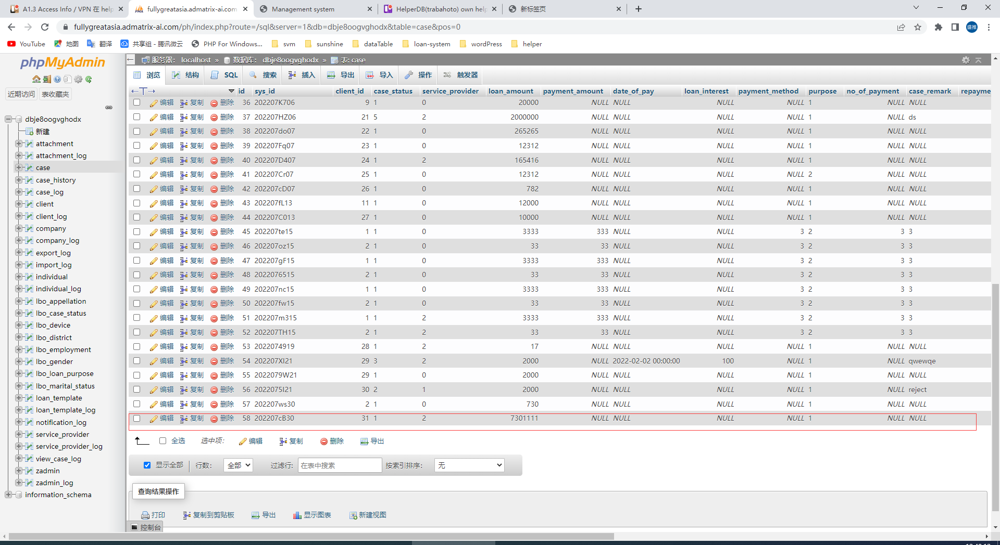 A1.3 Access Info / VPN 在 help
fullygreatasia.admatrix-ai.com
Management system
HelperDB(trabahoto) own help
新标签页
fullygreatasia.admatrix-ai.com/ph/index.php?route=/sql&server=1&db=dbje8oogvghodx&table=case&pos=0
盛推
YouTube 地图 翻译 共享组 - 腾讯微云 PHP For Windows... svm sunshine dataTable loan-system wordPress helper
phpMyAdmin
近期访问 表收藏夹
dbje8oogvghodx
新建
attachment
attachment_log
case
case_history
case_log
client
client_log
company
company_log
export_log
import_log
individual
individual_log
lbo_appellation
lbo_case_status
lbo_device
lbo_district
lbo_employment
lbo_gender
lbo_loan_purpose
lbo_marital_status
loan_template
loan_template_log
notification_log
service_provider
service_provider_log
view_case_log
zadmin
zadmin_log
information_schema
服务器: localhost » 数据库: dbje8oogvghodx » 表: case
浏览 结构 SQL 搜索 插入 导出 导入 操作 触发器
id sys_id client_id case_status service_provider loan_amount payment_amount date_of_pay loan_interest payment_method purpose no_of_payment case_remark repayme
编辑 复制 删除 36 202207K706 9 1 0 20000 NULL NULL NULL NULL 1 NULL NULL
编辑 复制 删除 37 202207HZ06 21 5 2 2000000 NULL NULL NULL NULL 1 NULL ds
编辑 复制 删除 38 202207do07 22 1 0 265265 NULL NULL NULL NULL 1 NULL NULL
编辑 复制 删除 39 202207Fq07 23 1 0 12312 NULL NULL NULL NULL 1 NULL NULL
编辑 复制 删除 40 202207D407 24 1 2 165416 NULL NULL NULL NULL 1 NULL NULL
编辑 复制 删除 41 202207Cr07 25 1 0 12312 NULL NULL NULL NULL 2 NULL NULL
编辑 复制 删除 42 202207cD07 26 1 0 782 NULL NULL NULL NULL 1 NULL NULL
编辑 复制 删除 43 202207fL13 11 1 0 12000 NULL NULL NULL NULL 1 NULL NULL
编辑 复制 删除 44 202207C013 27 1 0 10000 NULL NULL NULL NULL 1 NULL NULL
编辑 复制 删除 45 202207te15 1 1 0 3333 333 NULL NULL 3 2 3 3
编辑 复制 删除 46 202207oz15 2 1 0 33 33 NULL NULL 3 2 3 3
编辑 复制 删除 47 202207gF15 1 1 0 3333 333 NULL NULL 3 2 3 3
编辑 复制 删除 48 2022076515 2 1 0 33 33 NULL NULL 3 2 3 3
编辑 复制 删除 49 202207nc15 1 1 0 3333 333 NULL NULL 3 2 3 3
编辑 复制 删除 50 202207fw15 2 1 0 33 33 NULL NULL 3 2 3 3
编辑 复制 删除 51 202207m315 1 1 2 3333 333 NULL NULL 3 2 3 3
编辑 复制 删除 52 202207TH15 2 1 2 33 33 NULL NULL 3 2 3 3
编辑 复制 删除 53 2022074919 28 1 2 17 NULL NULL NULL NULL 1 NULL NULL
编辑 复制 删除 54 202207XI21 29 3 2 2000 NULL 2022-02-02 00:00:00 100 NULL 1 NULL qwewqe
编辑 复制 删除 55 2022079W21 29 1 0 2000 NULL NULL NULL NULL 1 NULL NULL
编辑 复制 删除 56 2022075I21 30 2 1 2000 NULL NULL NULL NULL 1 NULL reject
编辑 复制 删除 57 202207ws30 2 1 0 730 NULL NULL NULL NULL 1 NULL NULL
编辑 复制 删除 58 202207cB30 31 1 2 7301111 NULL NULL NULL NULL 1 NULL NULL
全选 选中项: 编辑 复制 删除 导出
显示全部 行数: 全部 过滤行: 在表中搜索 按索引排序: 无
查询结果操作
打印 复制到剪贴板 导出 显示图表 新建视图
控制台